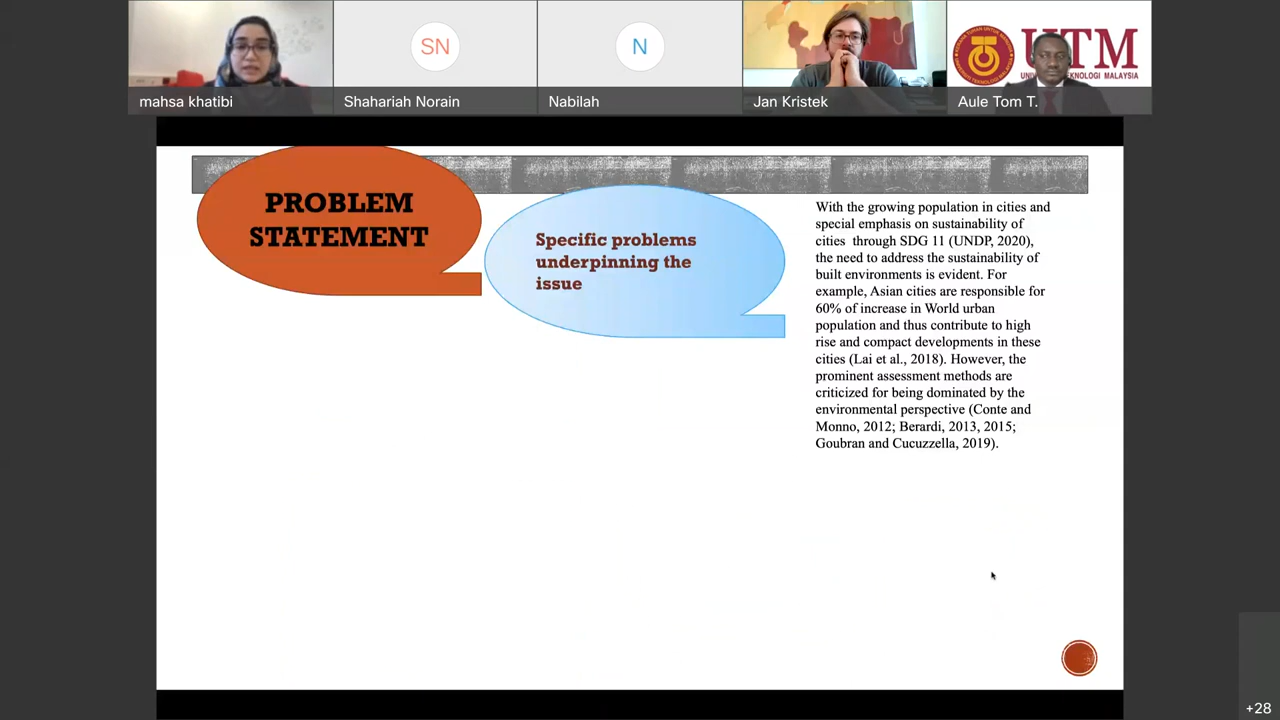 UTM
UNIVERSITI TEKNOLOGI MALAYSIA
SN
N
mahsa khatibi
Shahariah Norain
Nabilah
Jan Kristek
Aule Tom T.
PROBLEM
STATEMENT
Specific problems
underpinning the
issue
With the growing population in cities and
special emphasis on sustainability of
cities through SDG 11 (UNDP, 2020),
the need to address the sustainability of
built environments is evident. For
example, Asian cities are responsible for
60% of increase in World urban
population and thus contribute to high
rise and compact developments in these
cities (Lai et al., 2018). However, the
prominent assessment methods are
criticized for being dominated by the
environmental perspective (Conte and
Monno, 2012; Berardi, 2013, 2015;
Goubran and Cucuzzella, 2019).
+28